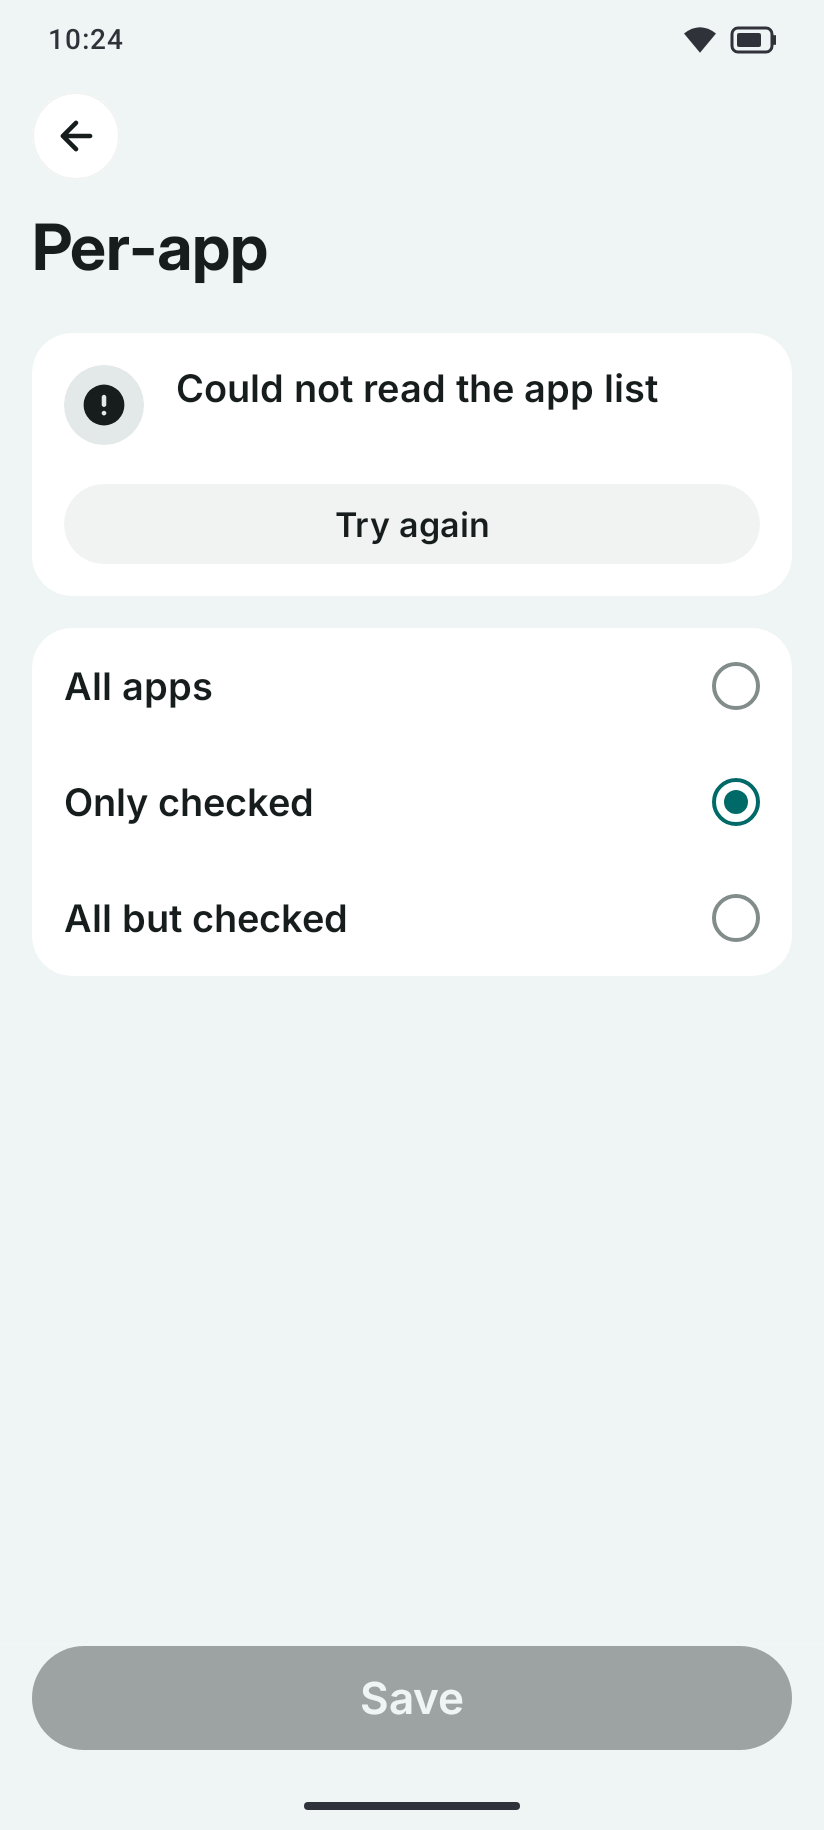 10:24
Per-app
Could not read the app list
Try again
All apps
Only checked
All but checked
Save